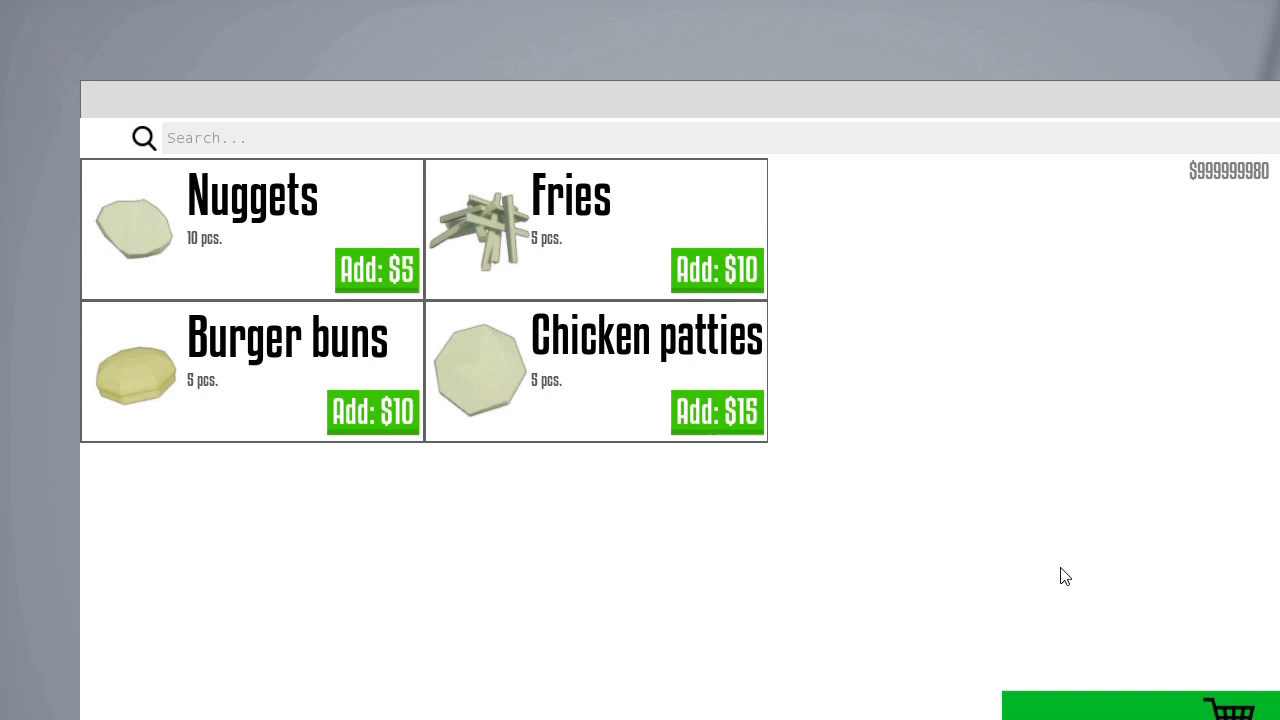 Search...
$999999980
Nuggets
10 pcs.
Add: $5
Fries
5 pcs.
Add: $10
Burger buns
5 pcs.
Add: $10
Chicken patties
5 pcs.
Add: $15